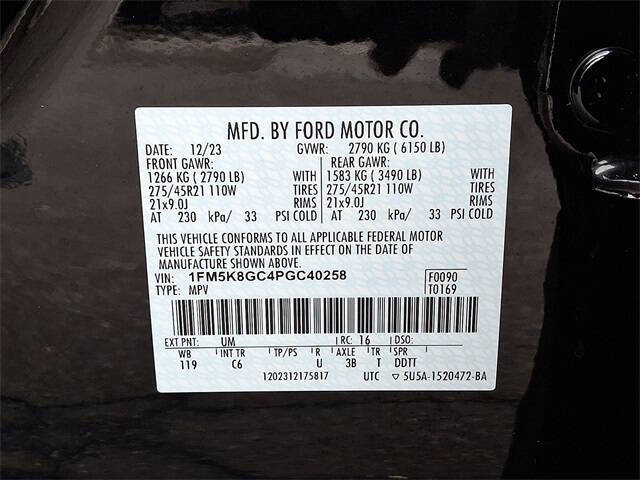 MFD. BY FORD MOTOR CO.
DATE: 12/23 GVWR: 2790 KG ( 6150 LB)
FRONT GAWR: REAR GAWR:
1266 KG ( 2790 LB) WITH 1583 KG ( 3490 LB) WITH
275/45R21 110W TIRES 275/45R21 110W TIRES
21x9.0J RIMS 21x9.0J RIMS
AT 230 kPa/ 33 PSI COLD AT 230 kPa/ 33 PSI COLD
THIS VEHICLE CONFORMS TO ALL APPLICABLE FEDERAL MOTOR
VEHICLE SAFETY STANDARDS IN EFFECT ON THE DATE OF
MANUFACTURE SHOWN ABOVE.
VIN: 1FM5K8GC4PGC40258 F0090
TYPE: MPV T0169
EXT PNT: UM RC: 16 DSO:
WB INT TR TP/PS R AXLE TR SPR
119 C6 U 3B T DDTT
1202312175817 UTC ▽ 5U5A-1520472-BA